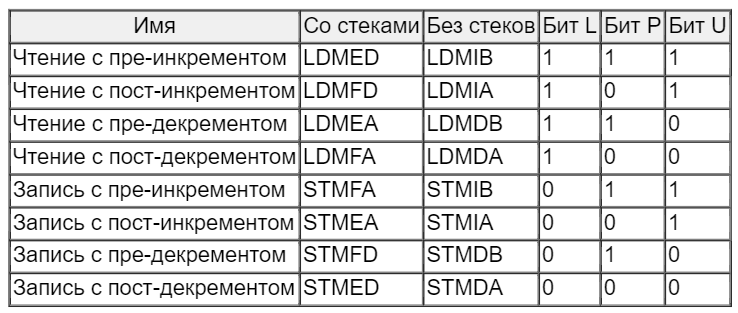 Имя Со стеками Без стеков Бит L Бит P Бит U
Чтение с пре-инкрементом LDMED LDMIB 1 1 1
Чтение с пост-инкрементом LDMFD LDMIA 1 0 1
Чтение с пре-декрементом LDMEA LDMDB 1 1 0
Чтение с пост-декрементом LDMFA LDMDA 1 0 0
Запись с пре-инкрементом STMFA STMIB 0 1 1
Запись с пост-инкрементом STMEA STMIA 0 0 1
Запись с пре-декрементом STMFD STMDB 0 1 0
Запись с пост-декрементом STMED STMDA 0 0 0